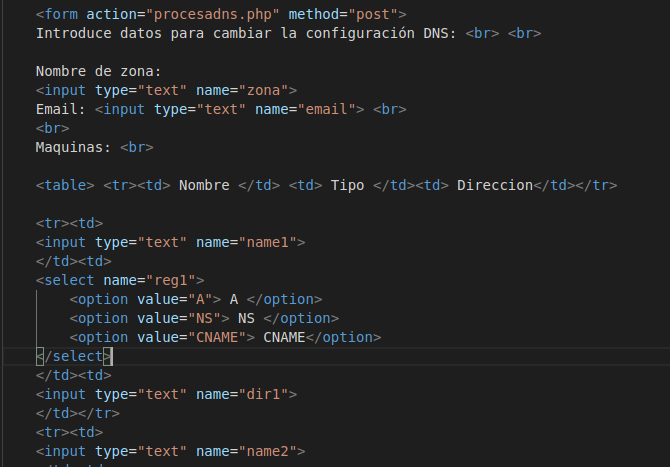 <form action="procesadns.php" method="post">
Introduce datos para cambiar la configuración DNS: <br> <br>
Nombre de zona:
<input type="text" name="zona">
Email: <input type="text" name="email"> <br>
<br>
Maquinas: <br>
<table> <tr><td> Nombre </td> <td> Tipo </td><td> Direccion</td></tr>
<tr><td>
<input type="text" name="name1">
</td><td>
<select name="reg1">
<option value="A"> A </option>
<option value="NS"> NS </option>
<option value="CNAME"> CNAME</option>
</select>
</td><td>
<input type="text" name="dir1">
</td></tr>
<tr><td>
<input type="text" name="name2">